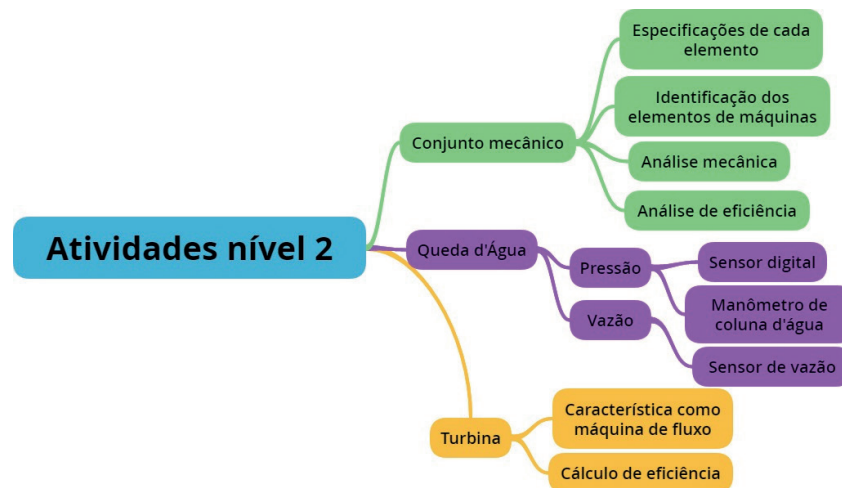 Especificações de cada
elemento
Identificação dos
elementos de máquinas
Conjunto mecânico
Análise mecânica
Análise de eficiência
Atividades nível 2
Queda d'Água
Pressão
Sensor digital
Manômetro de
coluna d'água
Vazão
Sensor de vazão
Turbina
Característica como
máquina de fluxo
Cálculo de eficiência